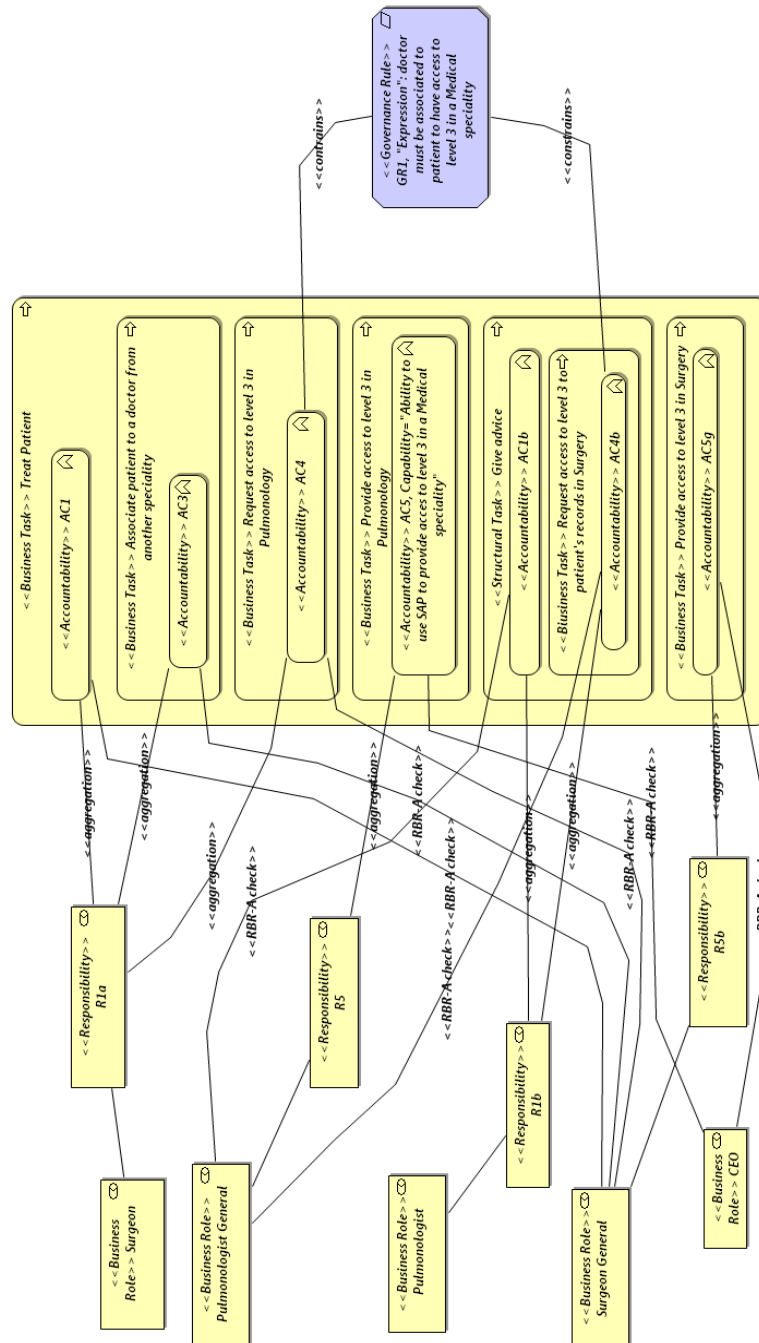 <<Governance Rule>>
GR1, "Expression": doctor
must be associated to
patient to have access to
level 3 in a Medical
speciality
<<contrains>>
<<constrains>>
<<Business Task>> Treat Patient
<<Accountability>> AC1
<<Business Task>> Associate patient to a doctor from
another speciality
<<Accountability>> AC3
<<Business Task>> Request access to level 3 in
Pulmonology
<<Accountability>> AC4
<<Business Task>> Provide access to level 3 in
Pulmonology
<<Accountability>> AC5, Capability="Ability to
use SAP to provide acces to level 3 in a Medical
speciality"
<<Structural Task>> Give advice
<<Accountability>> AC1b
<<Biusiness Task>> Request access to level 3 to
patient's records in Surgery
<<Accountability>> AC4b
<<Business Task>> Provide access to level 3 in Surgery
<<Accountability>> AC5g
<<aggregation>>
<<aggregation>>
<<aggregation>>
<<RBR-A check>>
<<aggregation>>
<<RBR-A check>>
<<RBR-A check>>
<<RBR-A check>>
<<aggregation>>
<<aggregation>>
<<RBR-A check>>
<<RBR-A check>>
<<aggregation>>
<<Responsibility>>
R1a
<<Responsibility>>
R5
<<Responsibility>>
R1b
<<Responsibility>>
R5b
<<Business
Role>> Surgeon
<<Business Role>>
Pulmonologist General
<<Business Role>>
Pulmonologist
<<Business Role>>
Surgeon General
<<Business
Role>> CEO